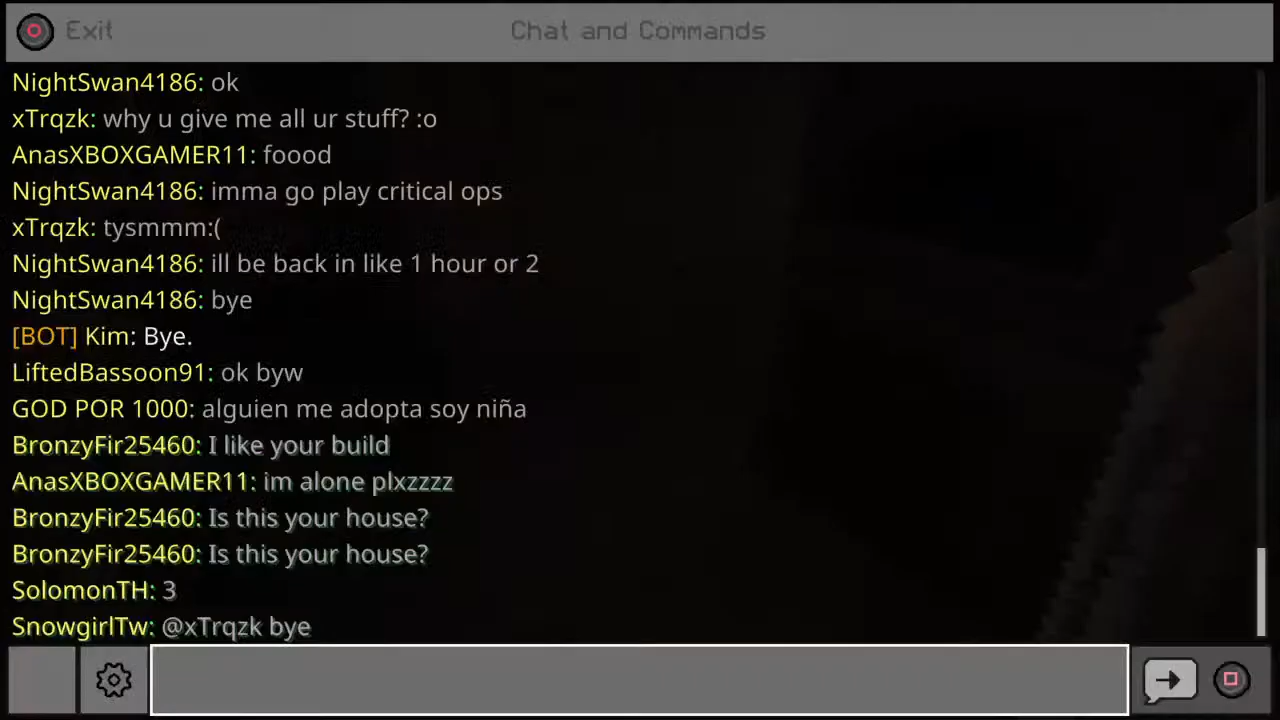 Exit
Chat and Commands
NightSwan4186: ok
xTrqzk: why u give me all ur stuff? :o
AnasXBOXGAMER11: foood
NightSwan4186: imma go play critical ops
xTrqzk: tysmmm:(
NightSwan4186: ill be back in like 1 hour or 2
NightSwan4186: bye
[BOT] Kim: Bye.
LiftedBassoon91: ok byw
GOD POR 1000: alguien me adopta soy niña
BronzyFir25460: I like your build
AnasXBOXGAMER11: im alone plxzzzz
BronzyFir25460: Is this your house?
BronzyFir25460: Is this your house?
SolomonTH: 3
SnowgirlTw: @xTrqzk bye